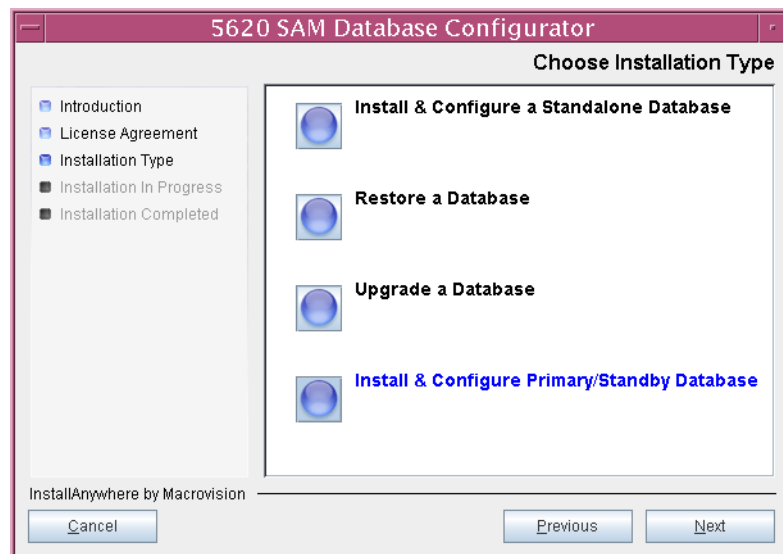 5620 SAM Database Configurator
Choose Installation Type
Introduction
License Agreement
Installation Type
Installation In Progress
Installation Completed
Install & Configure a Standalone Database
Restore a Database
Upgrade a Database
Install & Configure Primary/Standby Database
InstallAnywhere by Macrovision
Cancel
Previous
Next